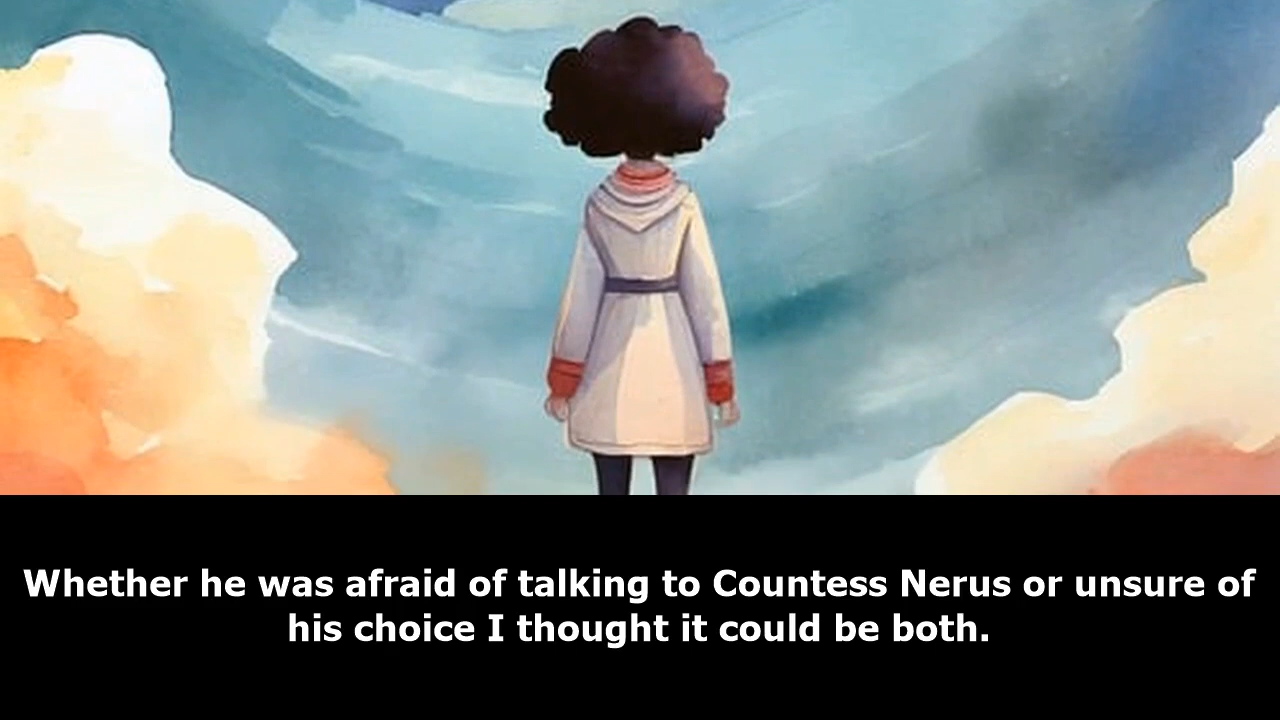 Whether he was afraid of talking to Countess Nerus or unsure of
his choice I thought it could be both.